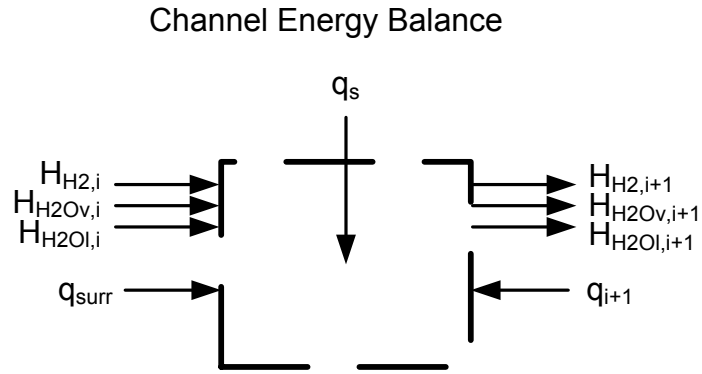 Channel Energy Balance
qs
HH2,i
HH2Ov,i
HH2Ol,i
HH2,i+1
HH2Ov,i+1
HH2Ol,i+1
qsurr
qi+1